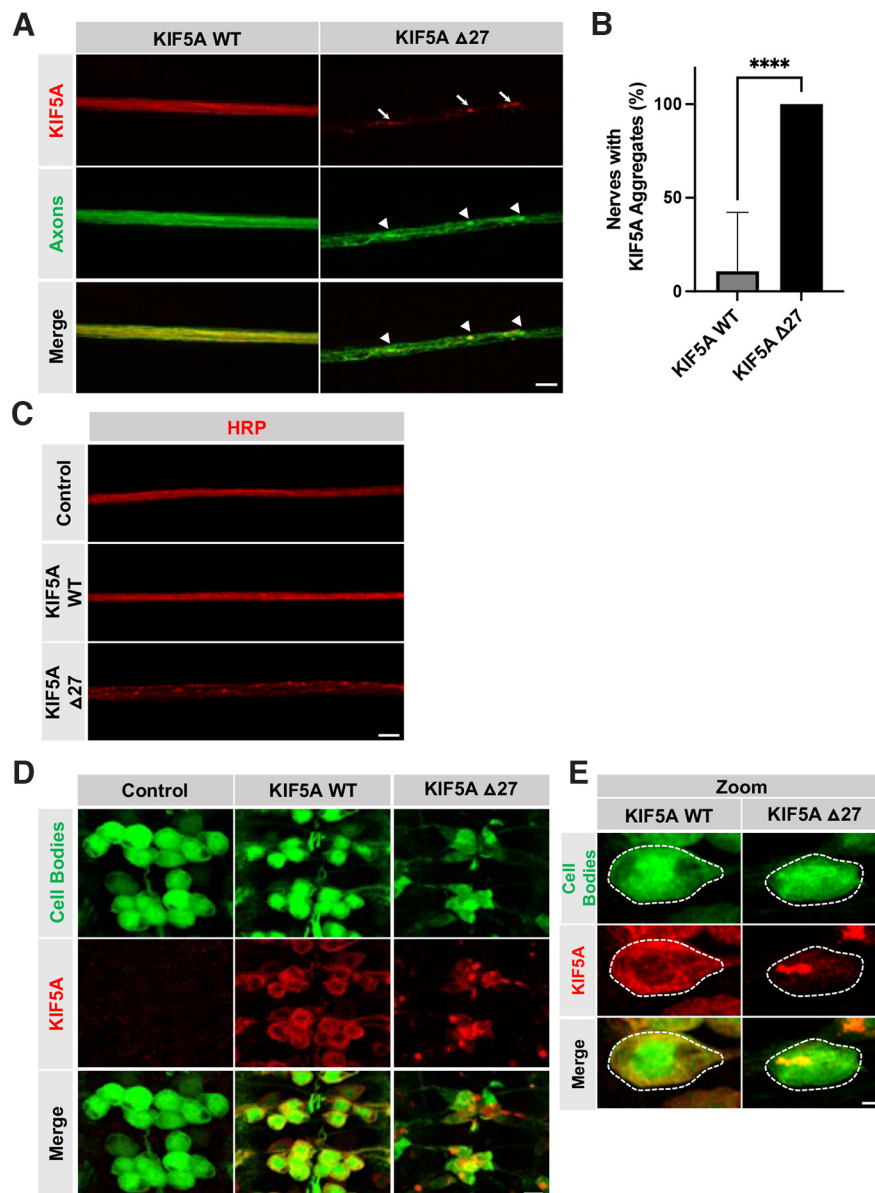 A
KIF5A WT
KIF5A Δ27
KIF5A
Axons
Merge
B
****
Nerves with
KIF5A Aggregates (%)
100
50
0
KIF5A WT
KIF5A Δ27
C
HRP
Control
KIF5A
WT
KIF5A
Δ27
D
Control
KIF5A WT
KIF5A Δ27
Cell Bodies
KIF5A
Merge
E
Zoom
KIF5A WT
KIF5A Δ27
Cell
Bodies
KIF5A
Merge